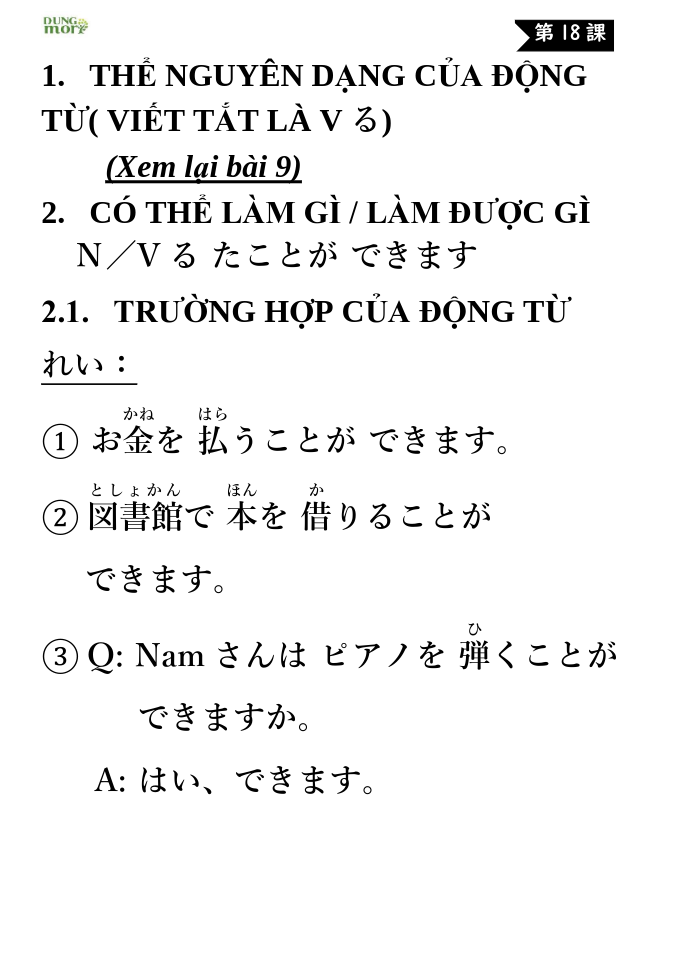 DUNG
mori
第 18 課
1. THỂ NGUYÊN DẠNG CỦA ĐỘNG
TỪ( VIẾT TẮT LÀ V る)
(Xem lại bài 9)
2. CÓ THỂ LÀM GÌ / LÀM ĐƯỢC GÌ
N／V る たことが できます
2.1. TRƯỜNG HỢP CỦA ĐỘNG TỪ
れい：
かね はら
① お金を 払うことが できます。
としょかん ほん か
② 図書館で 本を 借りることが
できます。
ひ
③ Q: Nam さんは ピアノを 弾くことが
できますか。
A: はい、できます。